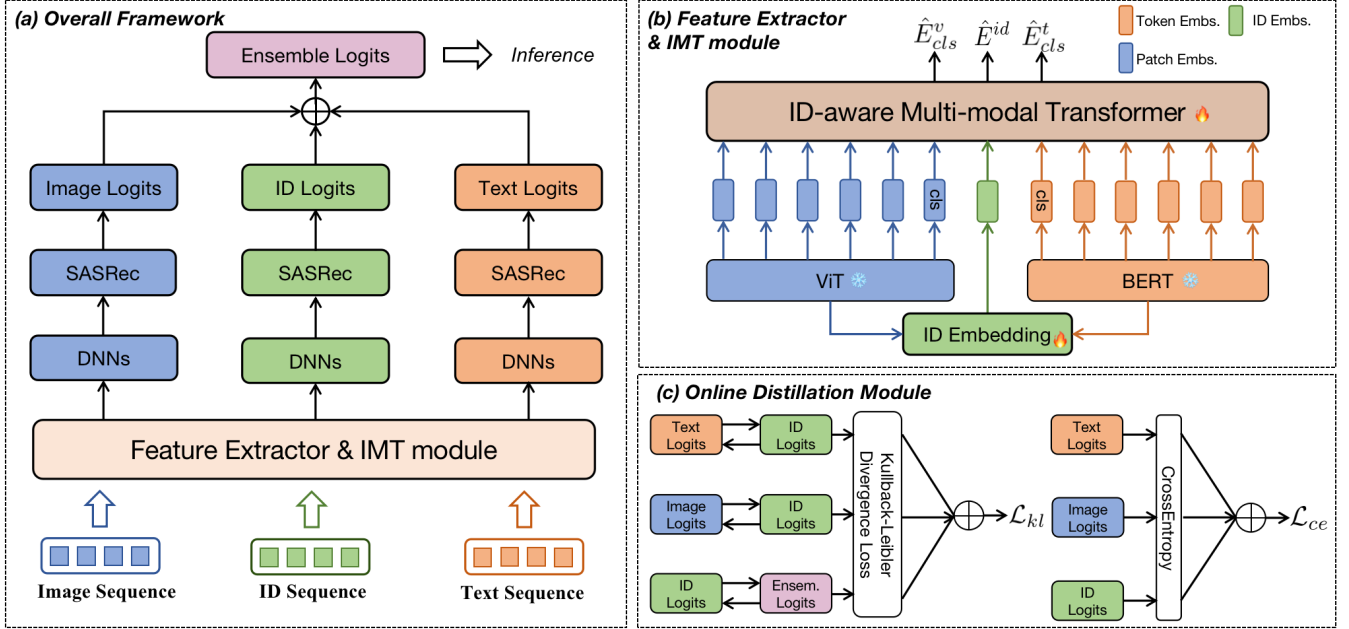 (a) Overall Framework
Ensemble Logits
Inference
Image Logits
ID Logits
Text Logits
SASRec
SASRec
SASRec
DNNs
DNNs
DNNs
Feature Extractor & IMT module
Image Sequence
ID Sequence
Text Sequence
(b) Feature Extractor
& IMT module
Ê^v_cls
Ê^id
Ê^t_cls
Token Embs.
ID Embs.
Patch Embs.
ID-aware Multi-modal Transformer
cls
cls
ViT
BERT
ID Embedding
(c) Online Distillation Module
Text
Logits
ID
Logits
Image
Logits
ID
Logits
ID
Logits
Ensem.
Logits
Kullback-Leibler
Divergence Loss
ℒ_kl
Text
Logits
Image
Logits
ID
Logits
CrossEntropy
ℒ_ce